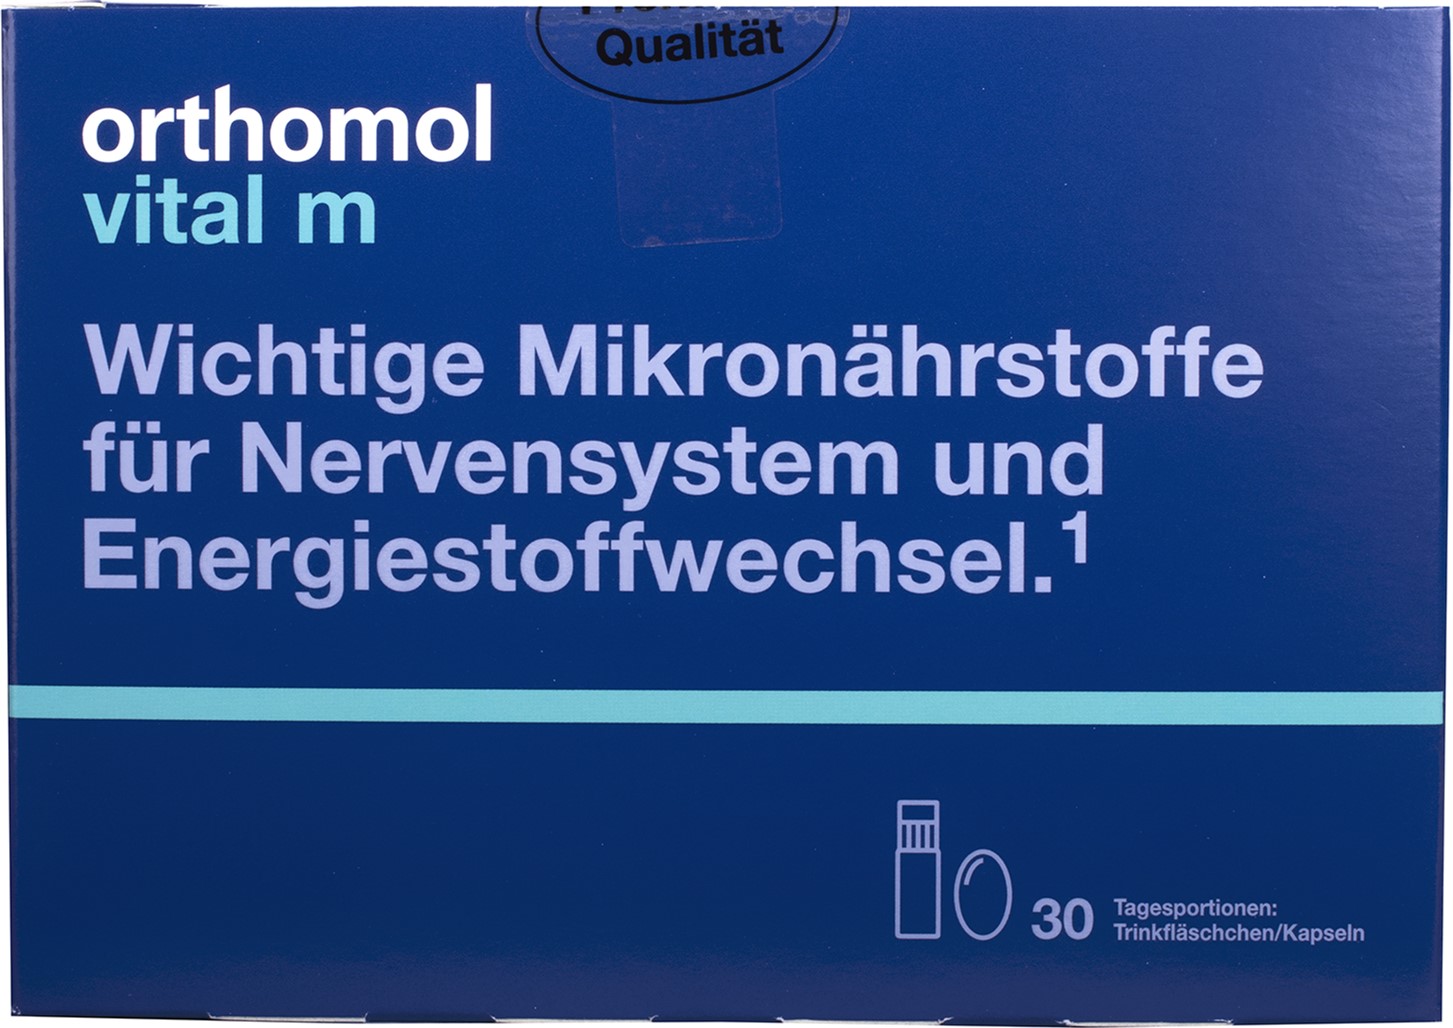 Qualität
orthomol
vital m
Wichtige Mikronährstoffe
für Nervensystem und
Energiestoffwechsel.¹
30 Tagesportionen:
Trinkfläschchen/Kapseln